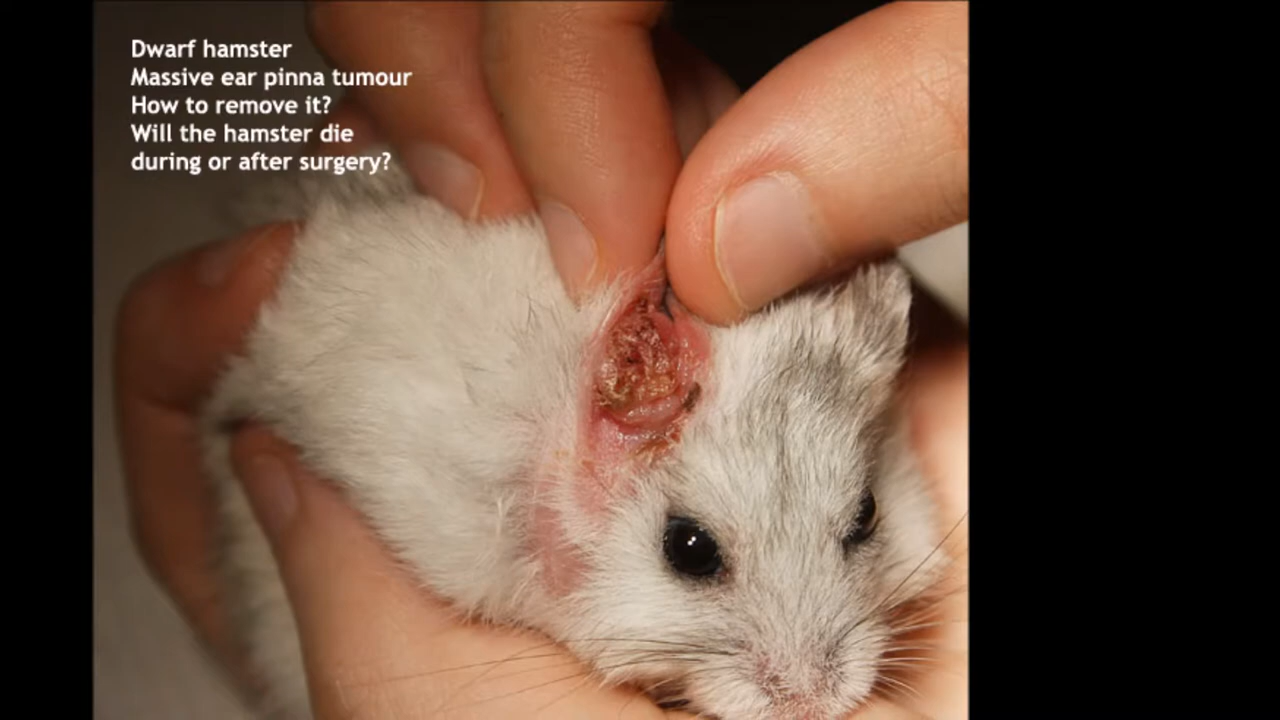 Dwarf hamster
Massive ear pinna tumour
How to remove it?
Will the hamster die
during or after surgery?